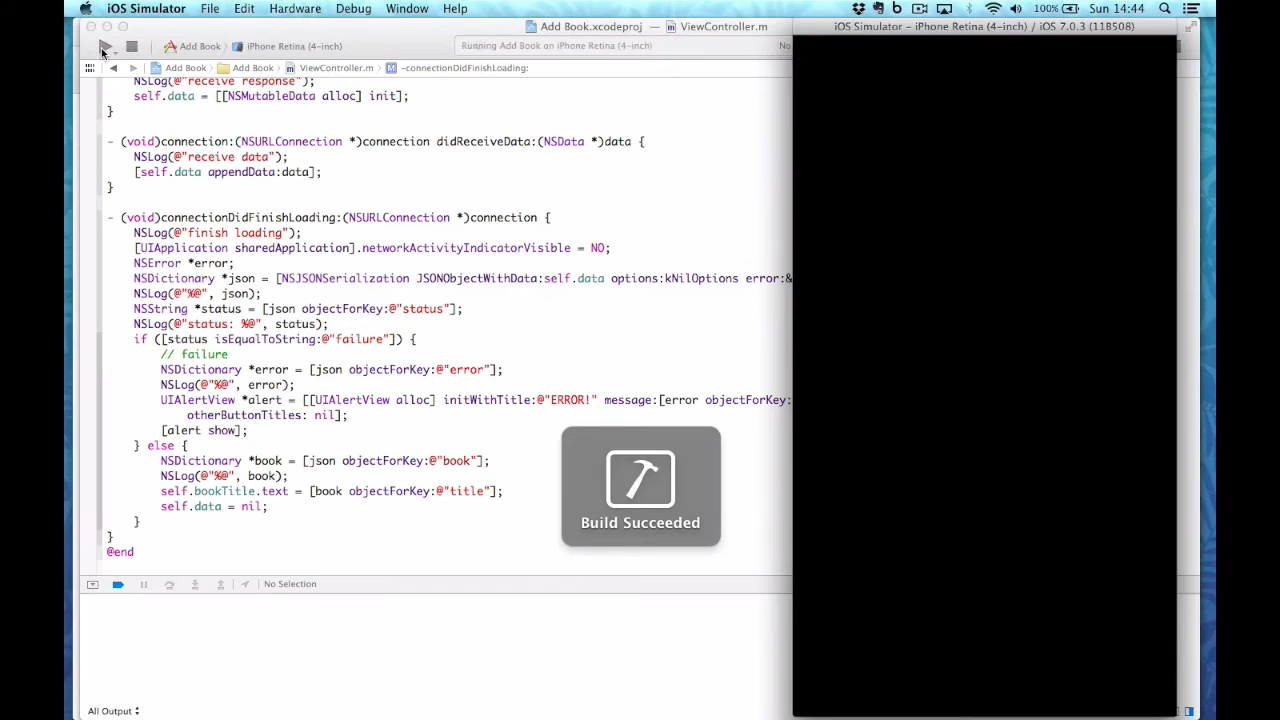 iOS Simulator File Edit Hardware Debug Window Help 100% Sun 14:44
Add Book.xcodeproj — ViewController.m
iOS Simulator - iPhone Retina (4-inch) / iOS 7.0.3 (11B508)
Add Book iPhone Retina (4-inch) Running Add Book on iPhone Retina (4-inch) No
Add Book Add Book ViewController.m -connectionDidFinishLoading:
NSLog(@"receive response");
self.data = [[NSMutableData alloc] init];
}
- (void)connection:(NSURLConnection *)connection didReceiveData:(NSData *)data {
NSLog(@"receive data");
[self.data appendData:data];
}
- (void)connectionDidFinishLoading:(NSURLConnection *)connection {
NSLog(@"finish loading");
[UIApplication sharedApplication].networkActivityIndicatorVisible = NO;
NSError *error;
NSDictionary *json = [NSJSONSerialization JSONObjectWithData:self.data options:kNilOptions error:&
NSLog(@"%@", json);
NSString *status = [json objectForKey:@"status"];
NSLog(@"status: %@", status);
if ([status isEqualToString:@"failure"]) {
// failure
NSDictionary *error = [json objectForKey:@"error"];
NSLog(@"%@", error);
UIAlertView *alert = [[UIAlertView alloc] initWithTitle:@"ERROR!" message:[error objectForKey:
otherButtonTitles: nil];
[alert show];
} else {
NSDictionary *book = [json objectForKey:@"book"];
NSLog(@"%@", book);
self.bookTitle.text = [book objectForKey:@"title"];
self.data = nil;
}
}
@end
Build Succeeded
No Selection
All Output